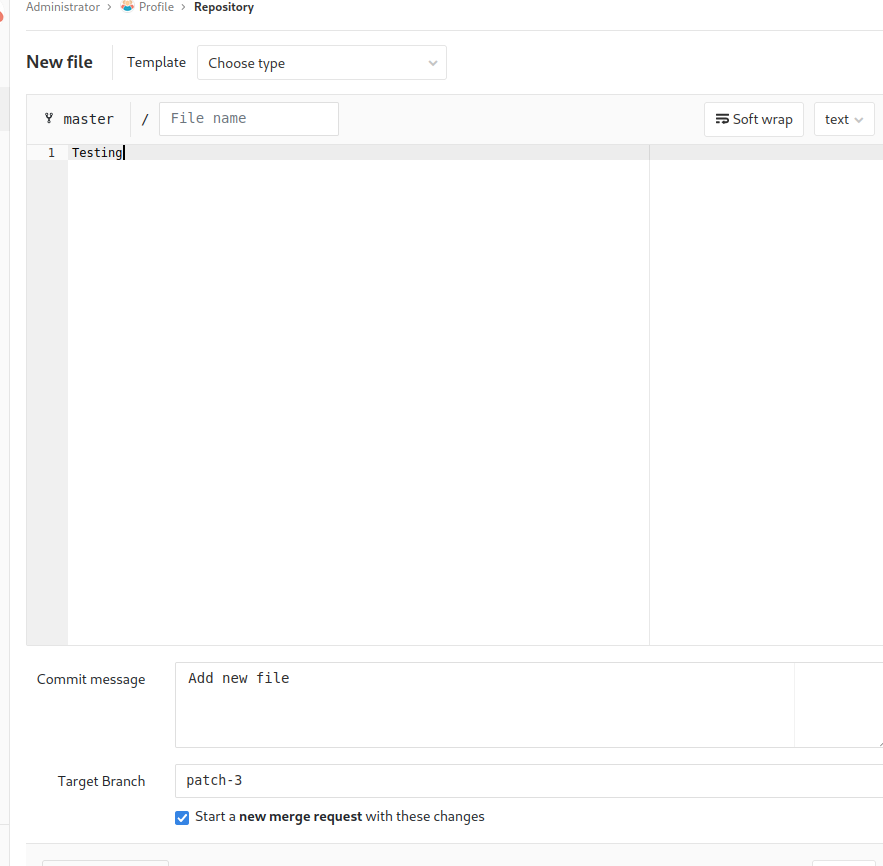 Administrator › Profile › Repository
New file Template Choose type
master / File name Soft wrap text
1 Testing
Commit message Add new file
Target Branch patch-3
Start a new merge request with these changes